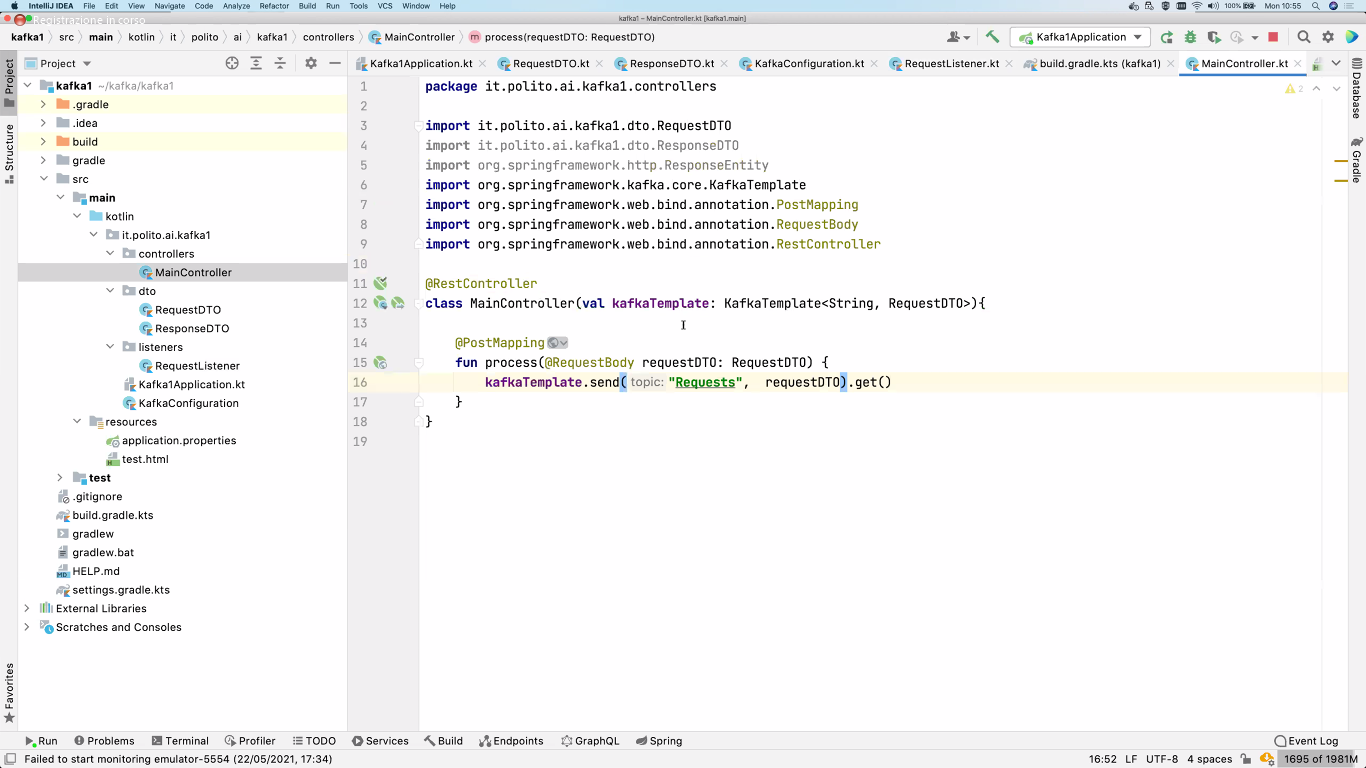 IntelliJ IDEA File Edit View Navigate Code Analyze Refactor Build Run Tools VCS Window Help 100% Mon 10:55
Registrazione in corso
kafka1 – MainController.kt [kafka1.main]
kafka1 src main kotlin it polito ai kafka1 controllers MainController process(requestDTO: RequestDTO) Kafka1Application
Project
Kafka1Application.kt RequestDTO.kt ResponseDTO.kt KafkaConfiguration.kt RequestListener.kt build.gradle.kts (kafka1) MainController.kt
Project
Structure
Favorites
kafka1 ~/kafka/kafka1
.gradle
.idea
build
gradle
src
main
kotlin
it.polito.ai.kafka1
controllers
MainController
dto
RequestDTO
ResponseDTO
listeners
RequestListener
Kafka1Application.kt
KafkaConfiguration
resources
application.properties
test.html
test
.gitignore
build.gradle.kts
gradlew
gradlew.bat
HELP.md
settings.gradle.kts
External Libraries
Scratches and Consoles
1 package it.polito.ai.kafka1.controllers
2
3 import it.polito.ai.kafka1.dto.RequestDTO
4 import it.polito.ai.kafka1.dto.ResponseDTO
5 import org.springframework.http.ResponseEntity
6 import org.springframework.kafka.core.KafkaTemplate
7 import org.springframework.web.bind.annotation.PostMapping
8 import org.springframework.web.bind.annotation.RequestBody
9 import org.springframework.web.bind.annotation.RestController
10
11 @RestController
12 class MainController(val kafkaTemplate: KafkaTemplate<String, RequestDTO>){
13
14 @PostMapping
15 fun process(@RequestBody requestDTO: RequestDTO) {
16 kafkaTemplate.send( topic: "Requests", requestDTO).get()
17 }
18 }
19
2
Database
Gradle
Run Problems Terminal Profiler TODO Services Build Endpoints GraphQL Spring Event Log
Failed to start monitoring emulator-5554 (22/05/2021, 17:34) 16:52 LF UTF-8 4 spaces 1695 of 1981M